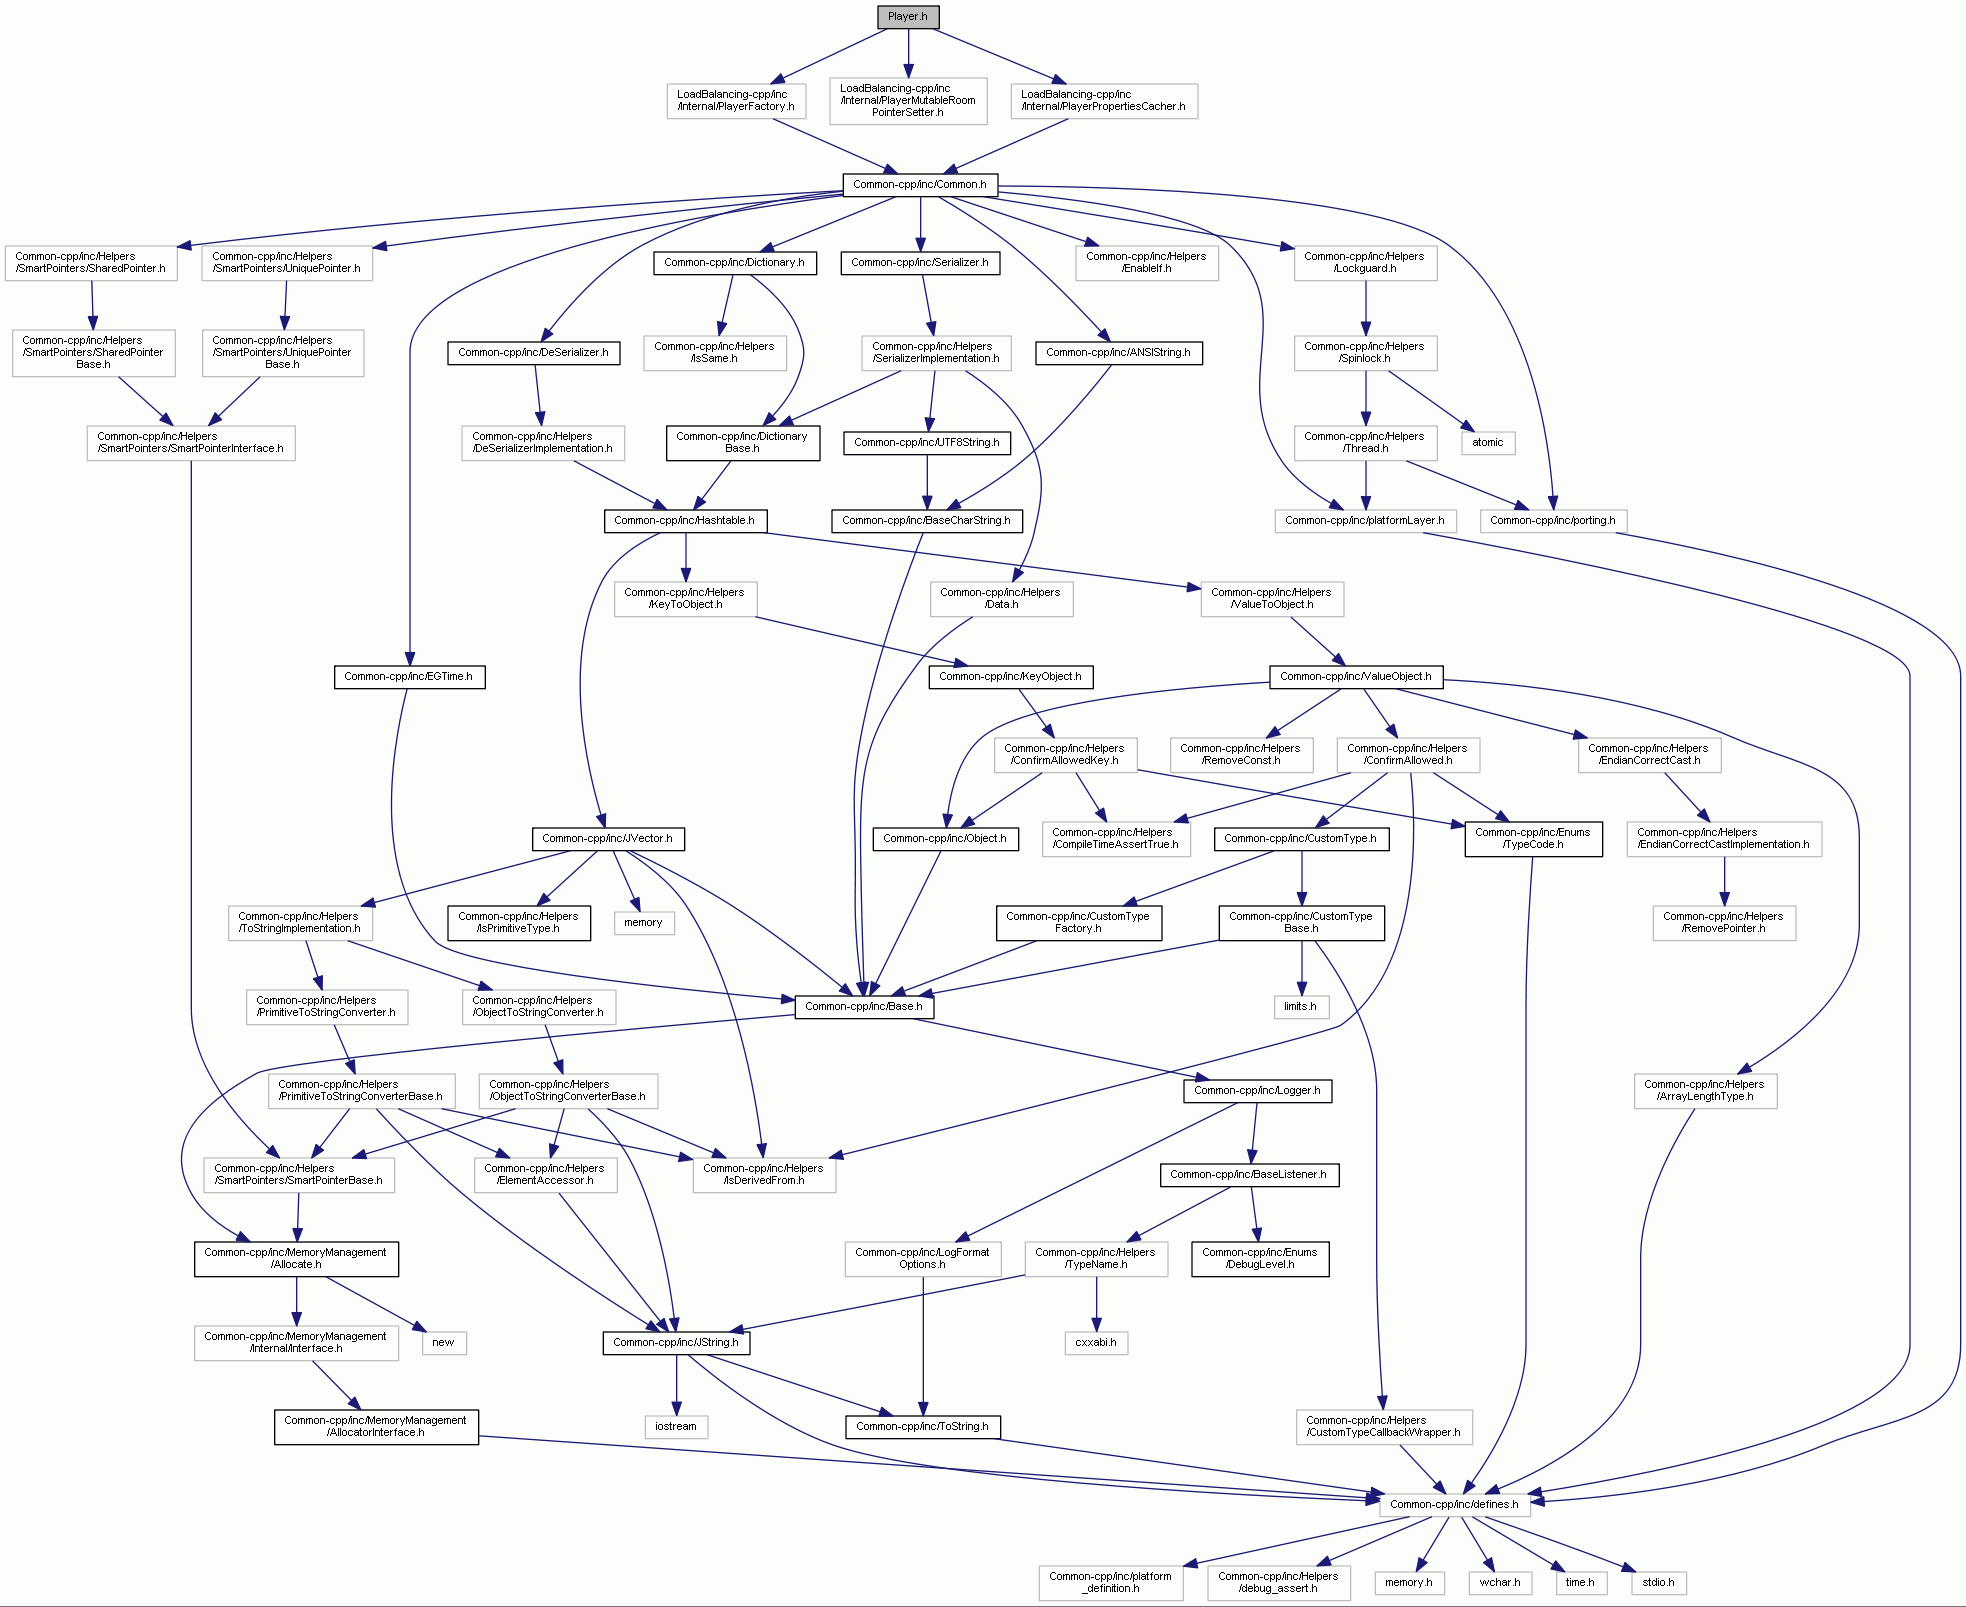 Player.h
LoadBalancing-cpp/inc
/Internal/PlayerFactory.h
LoadBalancing-cpp/inc
/Internal/PlayerMutableRoom
PointerSetter.h
LoadBalancing-cpp/inc
/Internal/PlayerPropertiesCacher.h
Common-cpp/inc/Common.h
Common-cpp/inc/Helpers
/SmartPointers/SharedPointer.h
Common-cpp/inc/Helpers
/SmartPointers/UniquePointer.h
Common-cpp/inc/Dictionary.h
Common-cpp/inc/Serializer.h
Common-cpp/inc/Helpers
/EnableIf.h
Common-cpp/inc/Helpers
/Lockguard.h
Common-cpp/inc/Helpers
/SmartPointers/SharedPointer
Base.h
Common-cpp/inc/Helpers
/SmartPointers/UniquePointer
Base.h
Common-cpp/inc/DeSerializer.h
Common-cpp/inc/Helpers
/IsSame.h
Common-cpp/inc/Helpers
/SerializerImplementation.h
Common-cpp/inc/ANSIString.h
Common-cpp/inc/Helpers
/Spinlock.h
Common-cpp/inc/Helpers
/SmartPointers/SmartPointerInterface.h
Common-cpp/inc/Helpers
/DeSerializerImplementation.h
Common-cpp/inc/Dictionary
Base.h
Common-cpp/inc/UTF8String.h
Common-cpp/inc/Helpers
/Thread.h
atomic
Common-cpp/inc/Hashtable.h
Common-cpp/inc/BaseCharString.h
Common-cpp/inc/platformLayer.h
Common-cpp/inc/porting.h
Common-cpp/inc/Helpers
/KeyToObject.h
Common-cpp/inc/Helpers
/Data.h
Common-cpp/inc/Helpers
/ValueToObject.h
Common-cpp/inc/EGTime.h
Common-cpp/inc/KeyObject.h
Common-cpp/inc/ValueObject.h
Common-cpp/inc/Helpers
/ConfirmAllowedKey.h
Common-cpp/inc/Helpers
/RemoveConst.h
Common-cpp/inc/Helpers
/ConfirmAllowed.h
Common-cpp/inc/Helpers
/EndianCorrectCast.h
Common-cpp/inc/JVector.h
Common-cpp/inc/Object.h
Common-cpp/inc/Helpers
/CompileTimeAssertTrue.h
Common-cpp/inc/CustomType.h
Common-cpp/inc/Enums
/TypeCode.h
Common-cpp/inc/Helpers
/EndianCorrectCastImplementation.h
Common-cpp/inc/Helpers
/ToStringImplementation.h
Common-cpp/inc/Helpers
/IsPrimitiveType.h
memory
Common-cpp/inc/CustomType
Factory.h
Common-cpp/inc/CustomType
Base.h
Common-cpp/inc/Helpers
/RemovePointer.h
Common-cpp/inc/Helpers
/PrimitiveToStringConverter.h
Common-cpp/inc/Helpers
/ObjectToStringConverter.h
Common-cpp/inc/Base.h
limits.h
Common-cpp/inc/Helpers
/PrimitiveToStringConverterBase.h
Common-cpp/inc/Helpers
/ObjectToStringConverterBase.h
Common-cpp/inc/Logger.h
Common-cpp/inc/Helpers
/ArrayLengthType.h
Common-cpp/inc/Helpers
/SmartPointers/SmartPointerBase.h
Common-cpp/inc/Helpers
/ElementAccessor.h
Common-cpp/inc/Helpers
/IsDerivedFrom.h
Common-cpp/inc/BaseListener.h
Common-cpp/inc/MemoryManagement
/Allocate.h
Common-cpp/inc/LogFormat
Options.h
Common-cpp/inc/Helpers
/TypeName.h
Common-cpp/inc/Enums
/DebugLevel.h
Common-cpp/inc/MemoryManagement
/Internal/Interface.h
new
Common-cpp/inc/JString.h
cxxabi.h
Common-cpp/inc/MemoryManagement
/AllocatorInterface.h
iostream
Common-cpp/inc/ToString.h
Common-cpp/inc/Helpers
/CustomTypeCallbackWrapper.h
Common-cpp/inc/defines.h
Common-cpp/inc/platform
_definition.h
Common-cpp/inc/Helpers
/debug_assert.h
memory.h
wchar.h
time.h
stdio.h